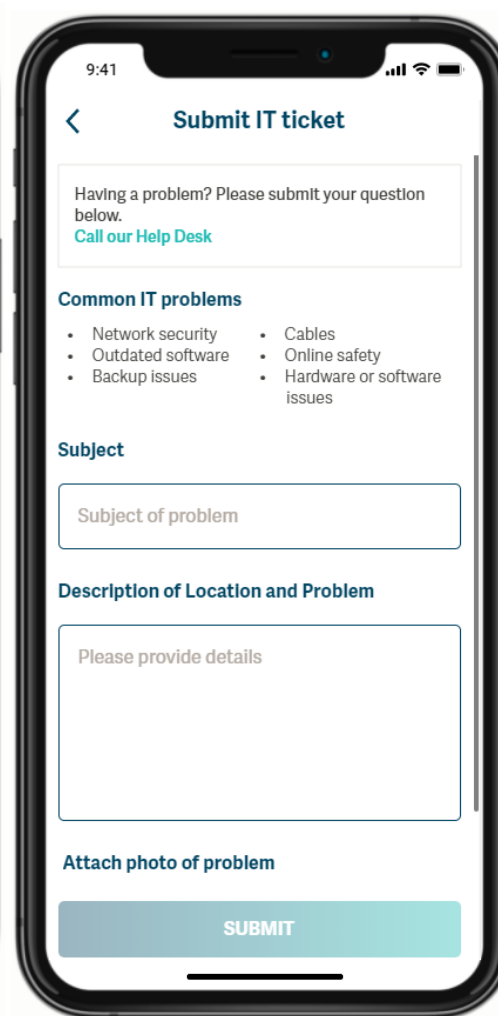 9:41
Submit IT ticket
Having a problem? Please submit your question
below.
Call our Help Desk
Common IT problems
• Network security
• Outdated software
• Backup issues
• Cables
• Online safety
• Hardware or software
issues
Subject
Subject of problem
Description of Location and Problem
Please provide details
Attach photo of problem
SUBMIT